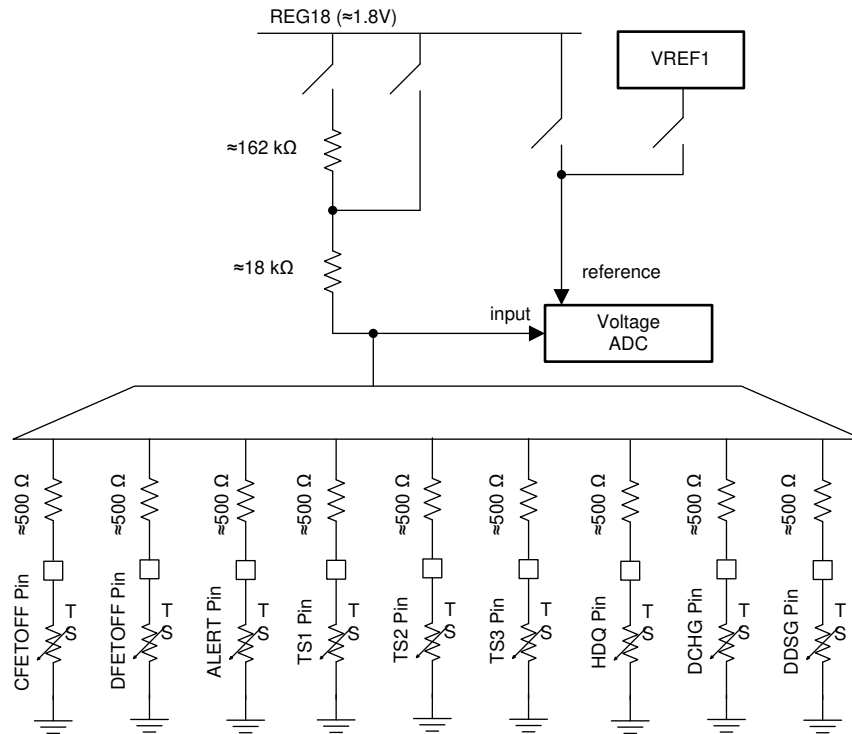 REG18 (≈1.8V)
VREF1
≈162 kΩ
≈18 kΩ
reference
input
Voltage
ADC
≈500 Ω
≈500 Ω
≈500 Ω
≈500 Ω
≈500 Ω
≈500 Ω
≈500 Ω
≈500 Ω
≈500 Ω
CFETOFF Pin
T
S
DFETOFF Pin
T
S
ALERT Pin
T
S
TS1 Pin
T
S
TS2 Pin
T
S
TS3 Pin
T
S
HDQ Pin
T
S
DCHG Pin
T
S
DDSG Pin
T
S